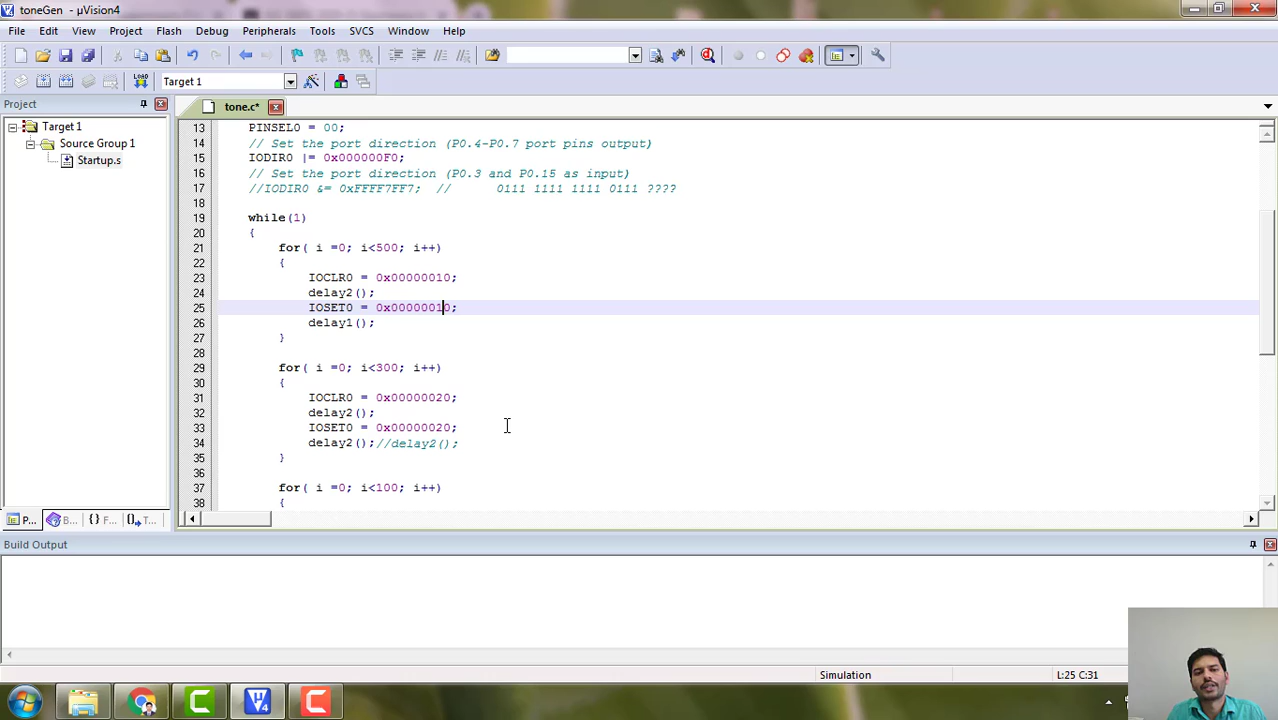 toneGen - µVision4
File Edit View Project Flash Debug Peripherals Tools SVCS Window Help
LOAD Target 1
Project
tone.c*
Target 1
Source Group 1
Startup.s
13 PINSEL0 = 00;
14 // Set the port direction (P0.4-P0.7 port pins output)
15 IODIR0 |= 0x000000F0;
16 // Set the port direction (P0.3 and P0.15 as input)
17 //IODIR0 &= 0xFFFF7FF7; // 0111 1111 1111 0111 ????
18
19 while(1)
20 {
21 for( i =0; i<500; i++)
22 {
23 IOCLR0 = 0x00000010;
24 delay2();
25 IOSET0 = 0x00000010;
26 delay1();
27 }
28
29 for( i =0; i<300; i++)
30 {
31 IOCLR0 = 0x00000020;
32 delay2();
33 IOSET0 = 0x00000020;
34 delay2();//delay2();
35 }
36
37 for( i =0; i<100; i++)
38 {
P... B... {} F... T...
Build Output
Simulation L:25 C:31